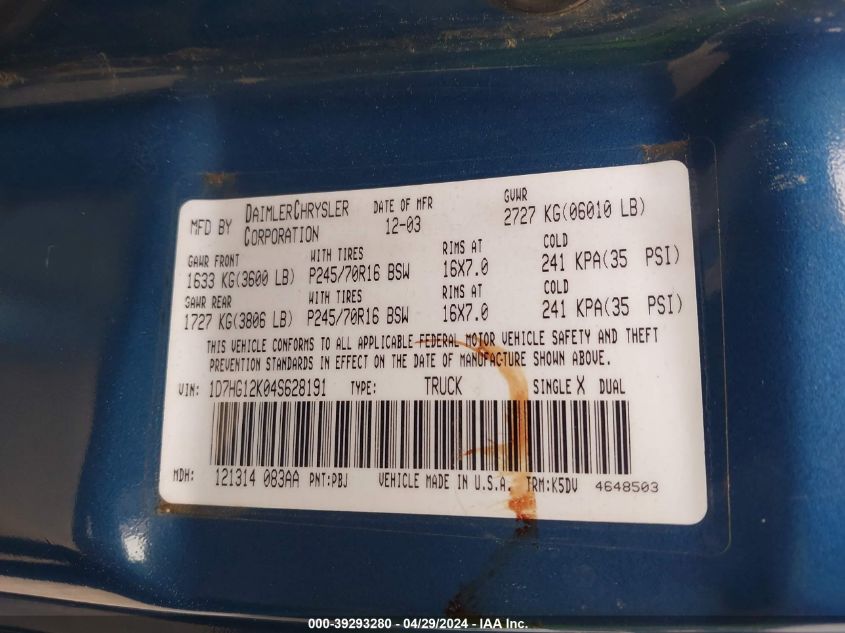 MFD BY DAIMLERCHRYSLER CORPORATION DATE OF MFR 12-03 GVWR 2727 KG(06010 LB)
GAWR FRONT WITH TIRES RIMS AT COLD
1633 KG(3600 LB) P245/70R16 BSW 16X7.0 241 KPA(35 PSI)
GAWR REAR WITH TIRES RIMS AT COLD
1727 KG(3806 LB) P245/70R16 BSW 16X7.0 241 KPA(35 PSI)
THIS VEHICLE CONFORMS TO ALL APPLICABLE FEDERAL MOTOR VEHICLE SAFETY AND THEFT
PREVENTION STANDARDS IN EFFECT ON THE DATE OF MANUFACTURE SHOWN ABOVE.
VIN: 1D7HG12K04S628191 TYPE: TRUCK SINGLE X DUAL
MDH: 121314 083AA PNT:PBJ VEHICLE MADE IN U.S.A. TRM:K5DV 4648503
000-39293280 - 04/29/2024 - IAA Inc.